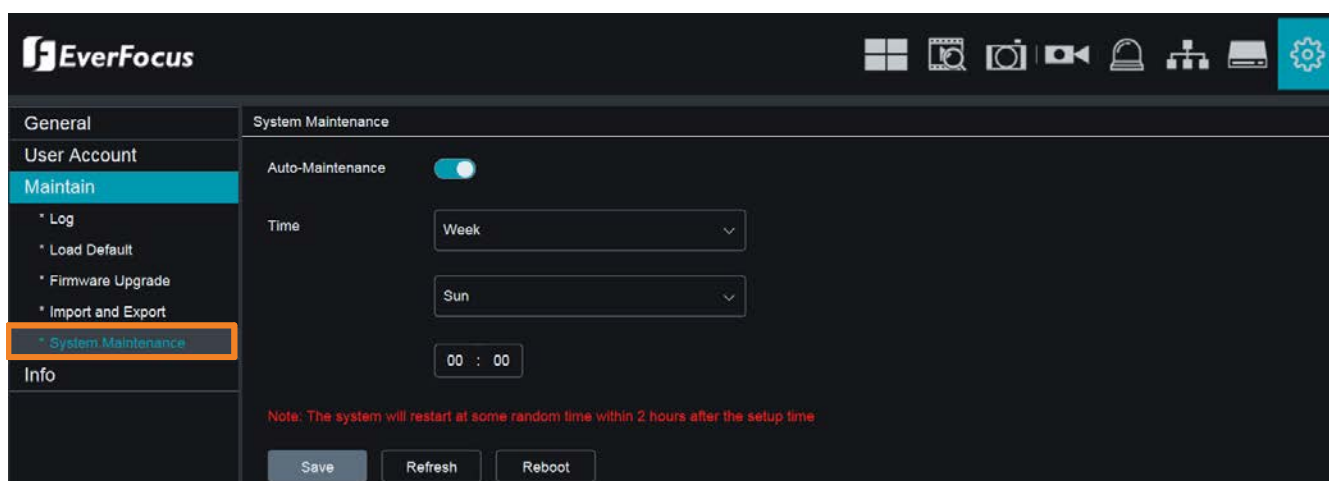 EverFocus
General
User Account
Maintain
* Log
* Load Default
* Firmware Upgrade
* Import and Export
* System Maintenance
Info
System Maintenance
Auto-Maintenance
Time
Week
Sun
00 : 00
Note: The system will restart at some random time within 2 hours after the setup time
Save Refresh Reboot